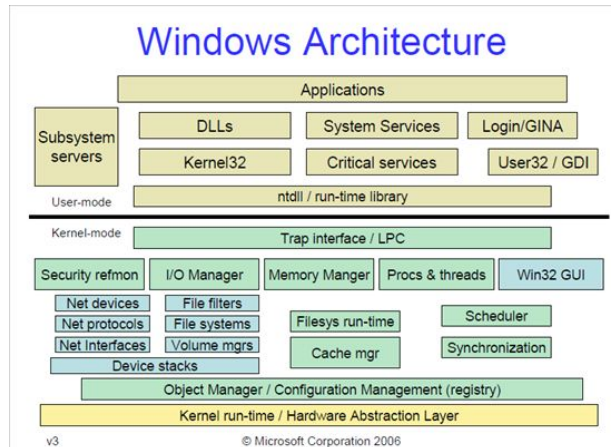 Windows Architecture
Applications
Subsystem
servers
DLLs
System Services
Login/GINA
Kernel32
Critical services
User32 / GDI
User-mode
ntdll / run-time library
Kernel-mode
Trap interface / LPC
Security refmon
I/O Manager
Memory Manger
Procs & threads
Win32 GUI
Net devices
File filters
Net protocols
File systems
Filesys run-time
Scheduler
Net Interfaces
Volume mgrs
Cache mgr
Synchronization
Device stacks
Object Manager / Configuration Management (registry)
Kernel run-time / Hardware Abstraction Layer
v3
© Microsoft Corporation 2006